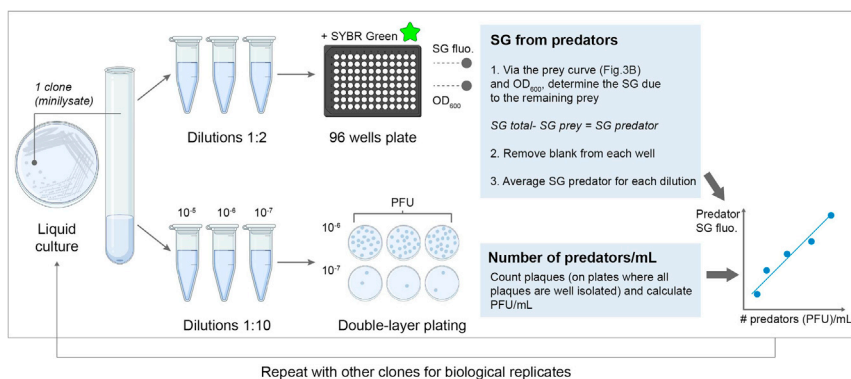 1 clone
(minilysate)
Liquid
culture
Dilutions 1:2
+ SYBR Green
SG fluo.
OD600
96 wells plate
SG from predators
1. Via the prey curve (Fig.3B)
and OD600, determine the SG due
to the remaining prey
SG total- SG prey = SG predator
2. Remove blank from each well
3. Average SG predator for each dilution
10-5 10-6 10-7
Dilutions 1:10
PFU
10-6
10-7
Double-layer plating
Number of predators/mL
Count plaques (on plates where all
plaques are well isolated) and calculate
PFU/mL
Predator
SG fluo.
# predators (PFU)/mL
Repeat with other clones for biological replicates